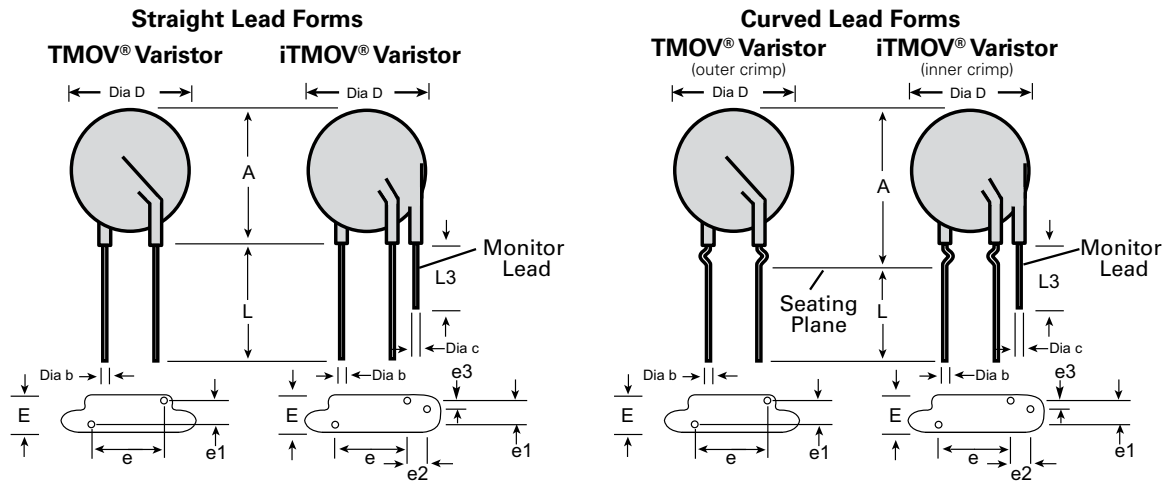 Straight Lead Forms
TMOV® Varistor
iTMOV® Varistor
Dia D
Dia D
A
Monitor
Lead
L3
L
Dia c
Dia b
Dia b
e3
E
E
e1
e1
e
e
e2
Curved Lead Forms
TMOV® Varistor
(outer crimp)
iTMOV® Varistor
(inner crimp)
Dia D
Dia D
A
Monitor
Lead
L3
Seating
Plane
L
Dia c
Dia b
Dia b
e3
E
E
e1
e1
e
e
e2